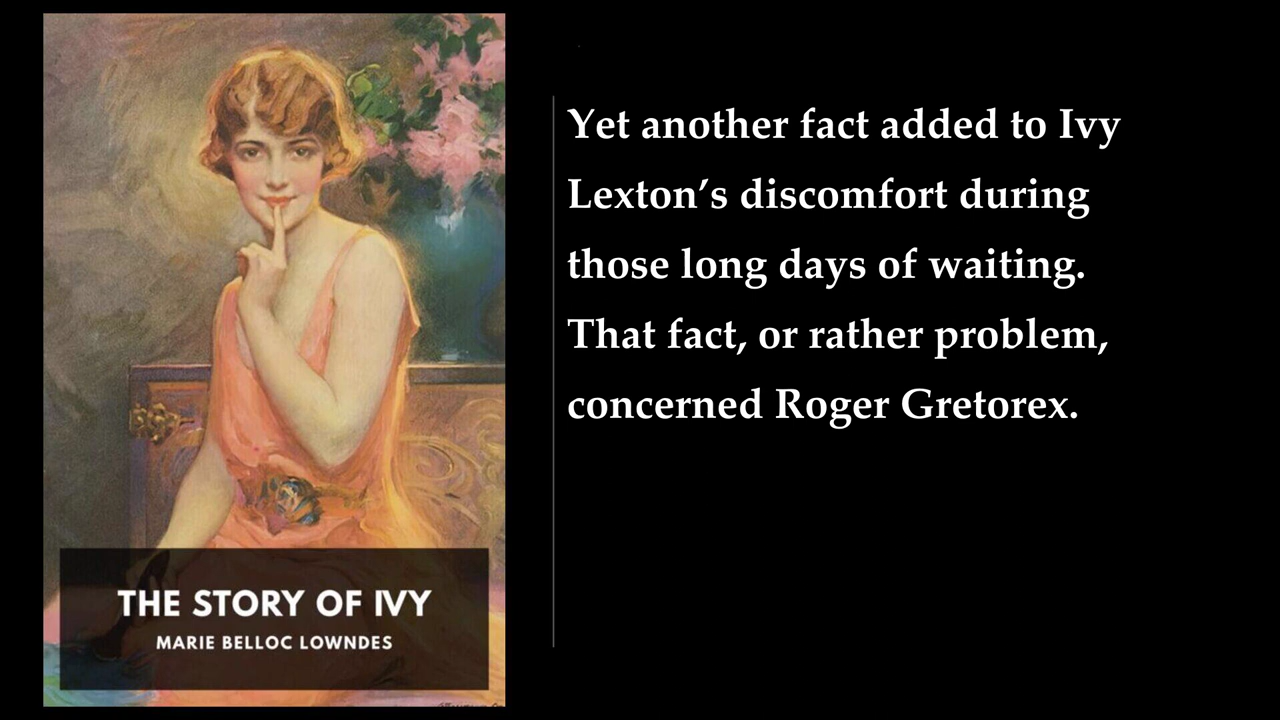 Yet another fact added to Ivy
Lexton’s discomfort during
those long days of waiting.
That fact, or rather problem,
concerned Roger Gretorex.
THE STORY OF IVY
MARIE BELLOC LOWNDES